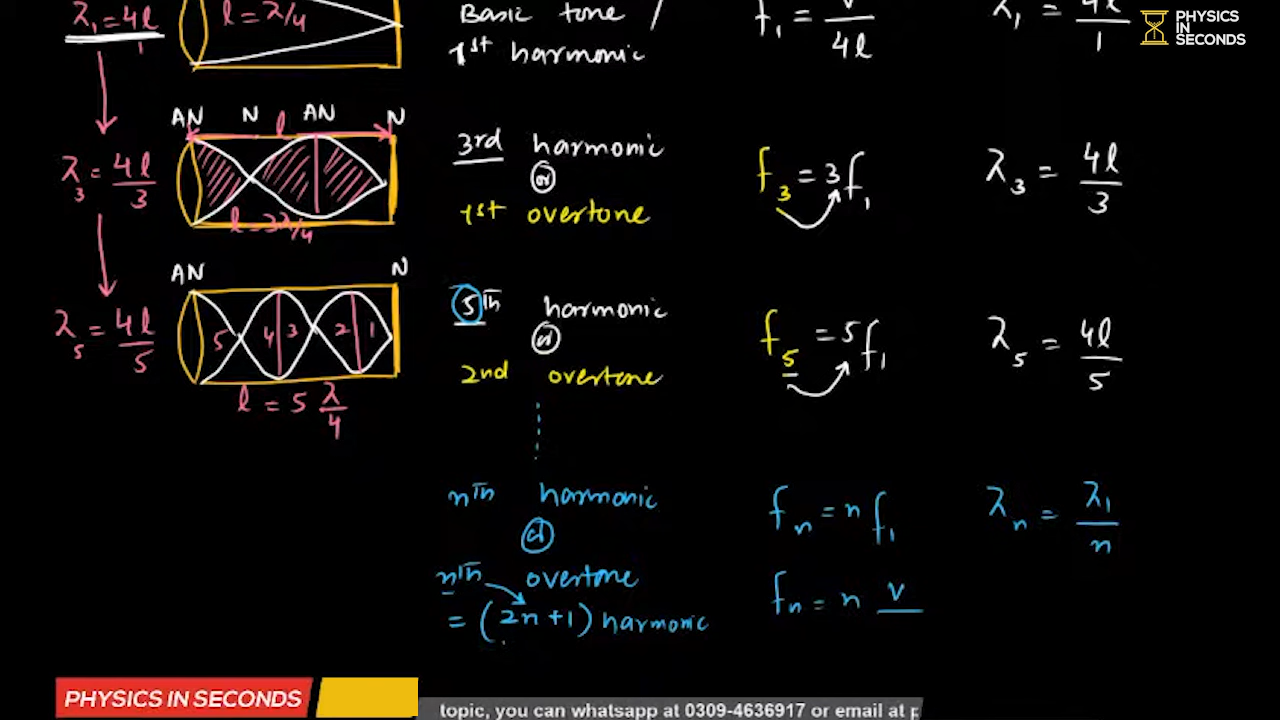 λ₁ = 4l/1
l = λ/4
Basic tone /
1st harmonic
f₁ = v/4l
λ₁ = 4l/1
PHYSICS
IN
SECONDS
AN N AN N
l
λ₃ = 4l/3
l = 3λ/4
3rd harmonic
or
1st overtone
f₃ = 3f₁
λ₃ = 4l/3
AN N
λ₅ = 4l/5
5 4 3 2 1
l = 5 λ/4
5th harmonic
or
2nd overtone
f₅ = 5f₁
λ₅ = 4l/5
nth harmonic
or
nth overtone
= (2n+1) harmonic
fₙ = n f₁
λₙ = λ₁/n
fₙ = n v
PHYSICS IN SECONDS
topic, you can whatsapp at 0309-4636917 or email at p